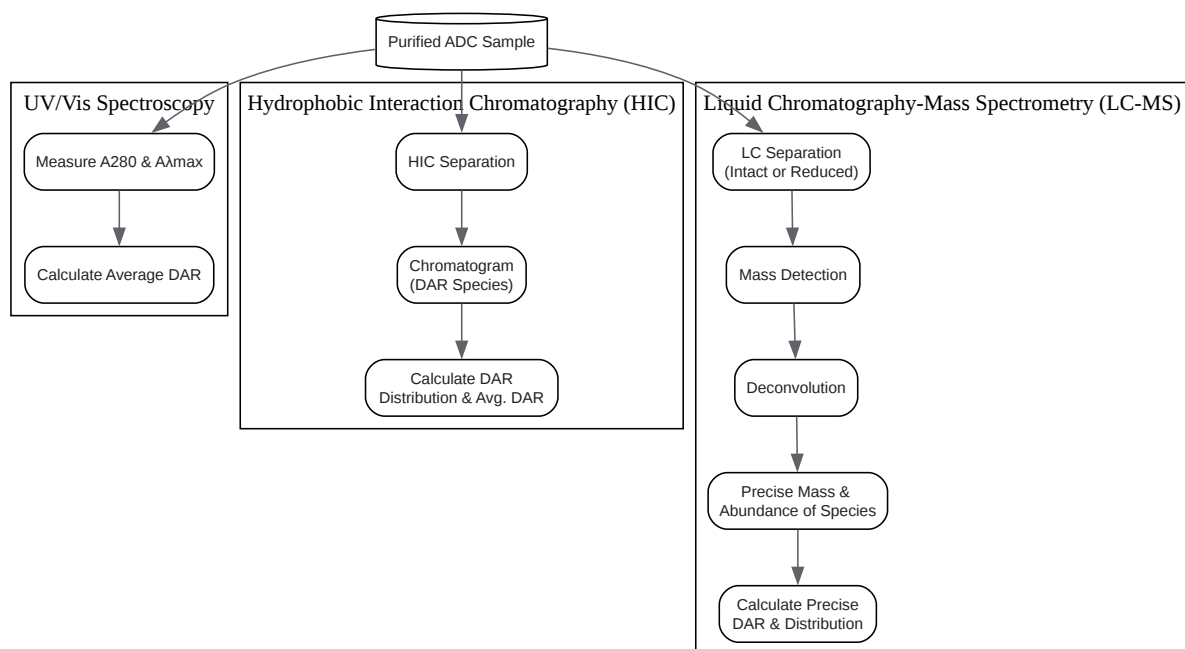 Purified ADC Sample
UV/Vis Spectroscopy
Measure A280 & Aλmax
Calculate Average DAR
Hydrophobic Interaction Chromatography (HIC)
HIC Separation
Chromatogram
(DAR Species)
Calculate DAR
Distribution & Avg. DAR
Liquid Chromatography-Mass Spectrometry (LC-MS)
LC Separation
(Intact or Reduced)
Mass Detection
Deconvolution
Precise Mass &
Abundance of Species
Calculate Precise
DAR & Distribution